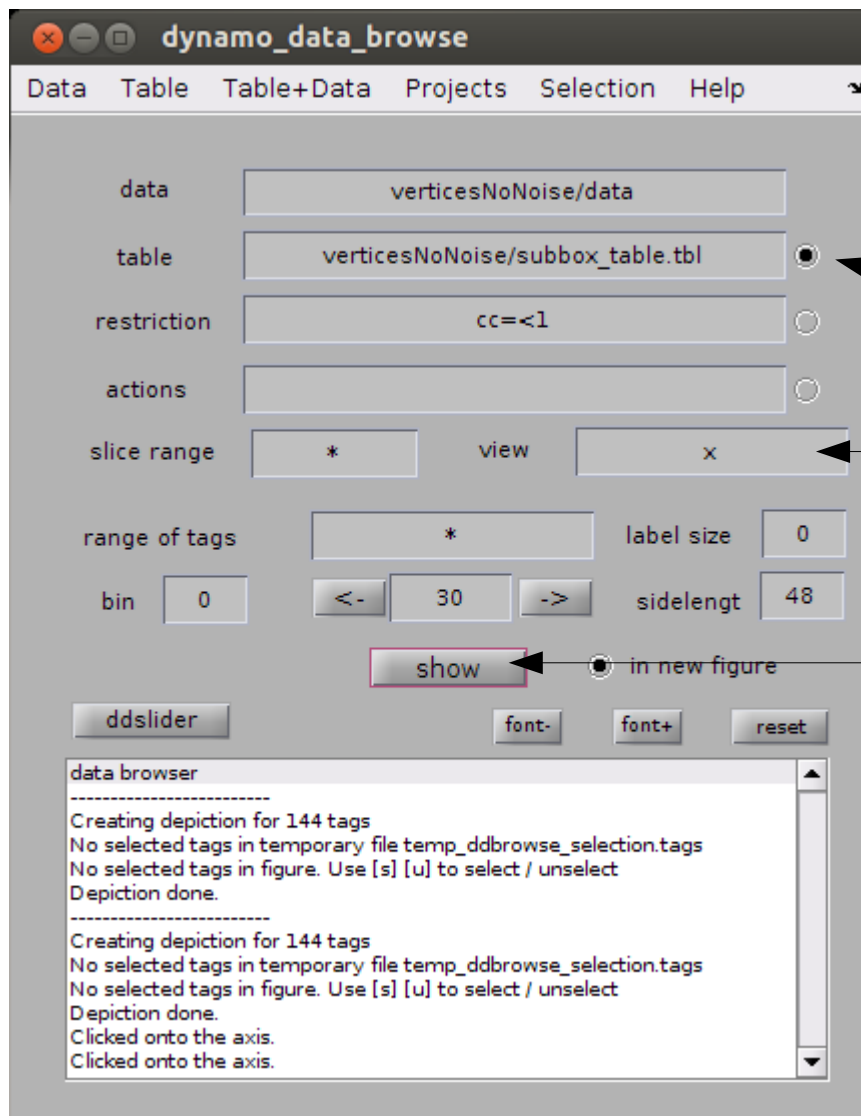 dynamo_data_browse
Data Table Table+Data Projects Selection Help
data verticesNoNoise/data
table verticesNoNoise/subbox_table.tbl
restriction cc=<1
actions
slice range * view x
range of tags * label size 0
bin 0 <- 30 -> sidelengt 48
show in new figure
ddslider font- font+ reset
data browser
-------------------------
Creating depiction for 144 tags
No selected tags in temporary file temp_ddbrowse_selection.tags
No selected tags in figure. Use [s] [u] to select / unselect
Depiction done.
-------------------------
Creating depiction for 144 tags
No selected tags in temporary file temp_ddbrowse_selection.tags
No selected tags in figure. Use [s] [u] to select / unselect
Depiction done.
Clicked onto the axis.
Clicked onto the axis.